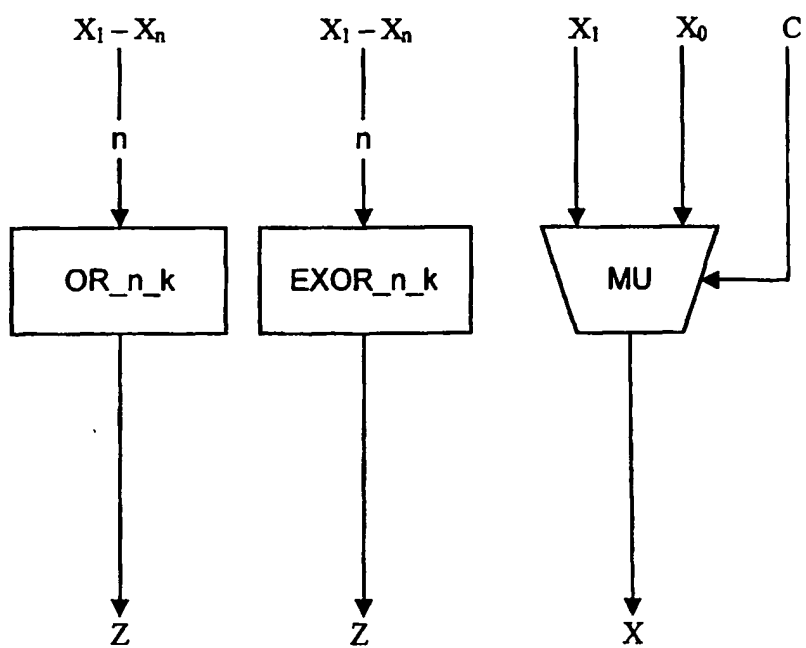 X₁ – Xₙ X₁ – Xₙ X₁ X₀ C
n n
OR_n_k EXOR_n_k MU
Z Z X